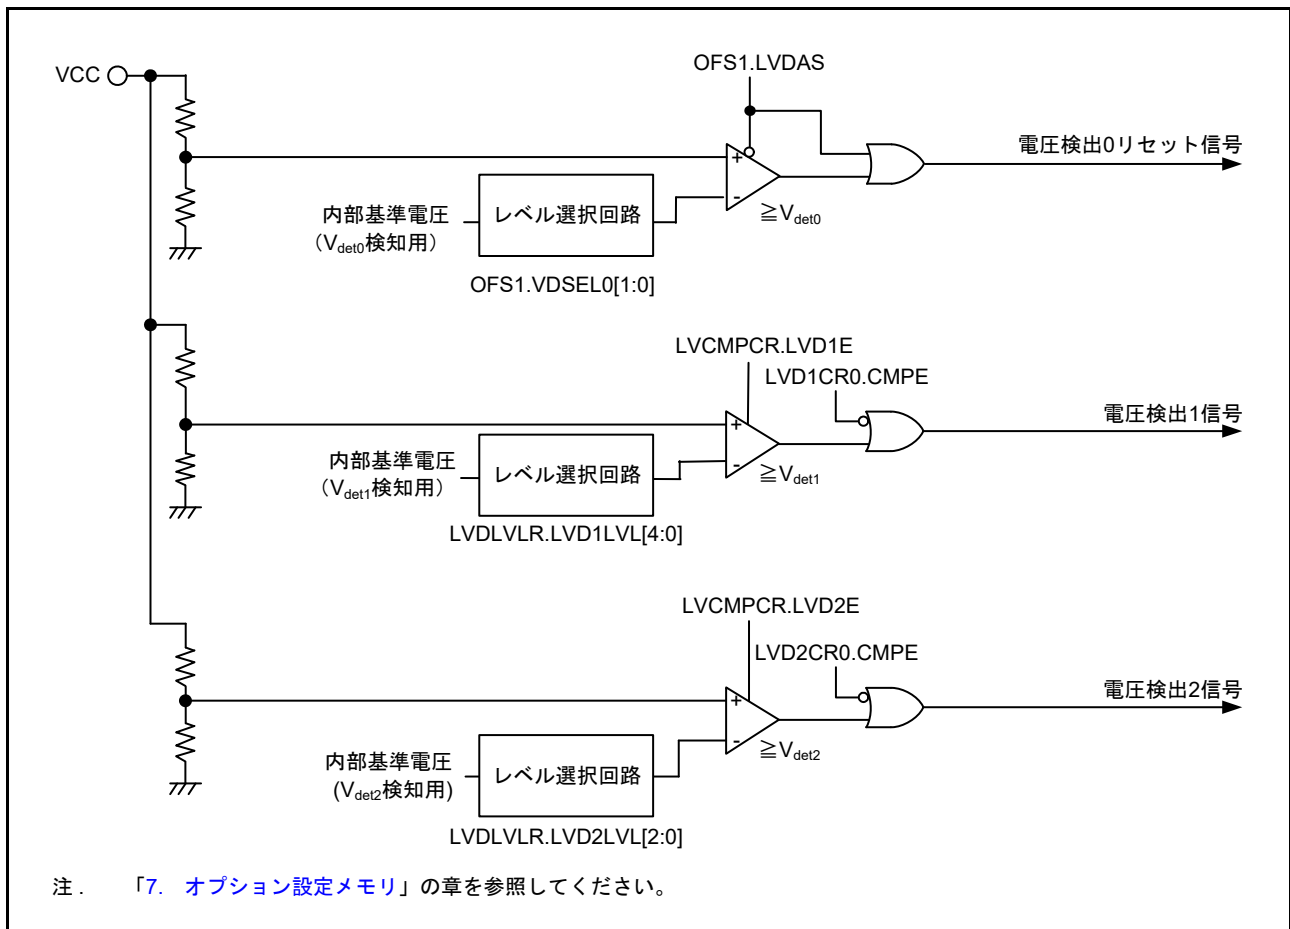 VCC
OFS1.LVDAS
電圧検出0リセット信号
+
-
≧Vdet0
内部基準電圧
（Vdet0検知用）
レベル選択回路
OFS1.VDSEL0[1:0]
LVCMPCR.LVD1E
LVD1CR0.CMPE
電圧検出1信号
+
-
≧Vdet1
内部基準電圧
（Vdet1検知用）
レベル選択回路
LVDLVLR.LVD1LVL[4:0]
LVCMPCR.LVD2E
LVD2CR0.CMPE
電圧検出2信号
+
-
≧Vdet2
内部基準電圧
(Vdet2検知用)
レベル選択回路
LVDLVLR.LVD2LVL[2:0]
注． 「7. オプション設定メモリ」の章を参照してください。